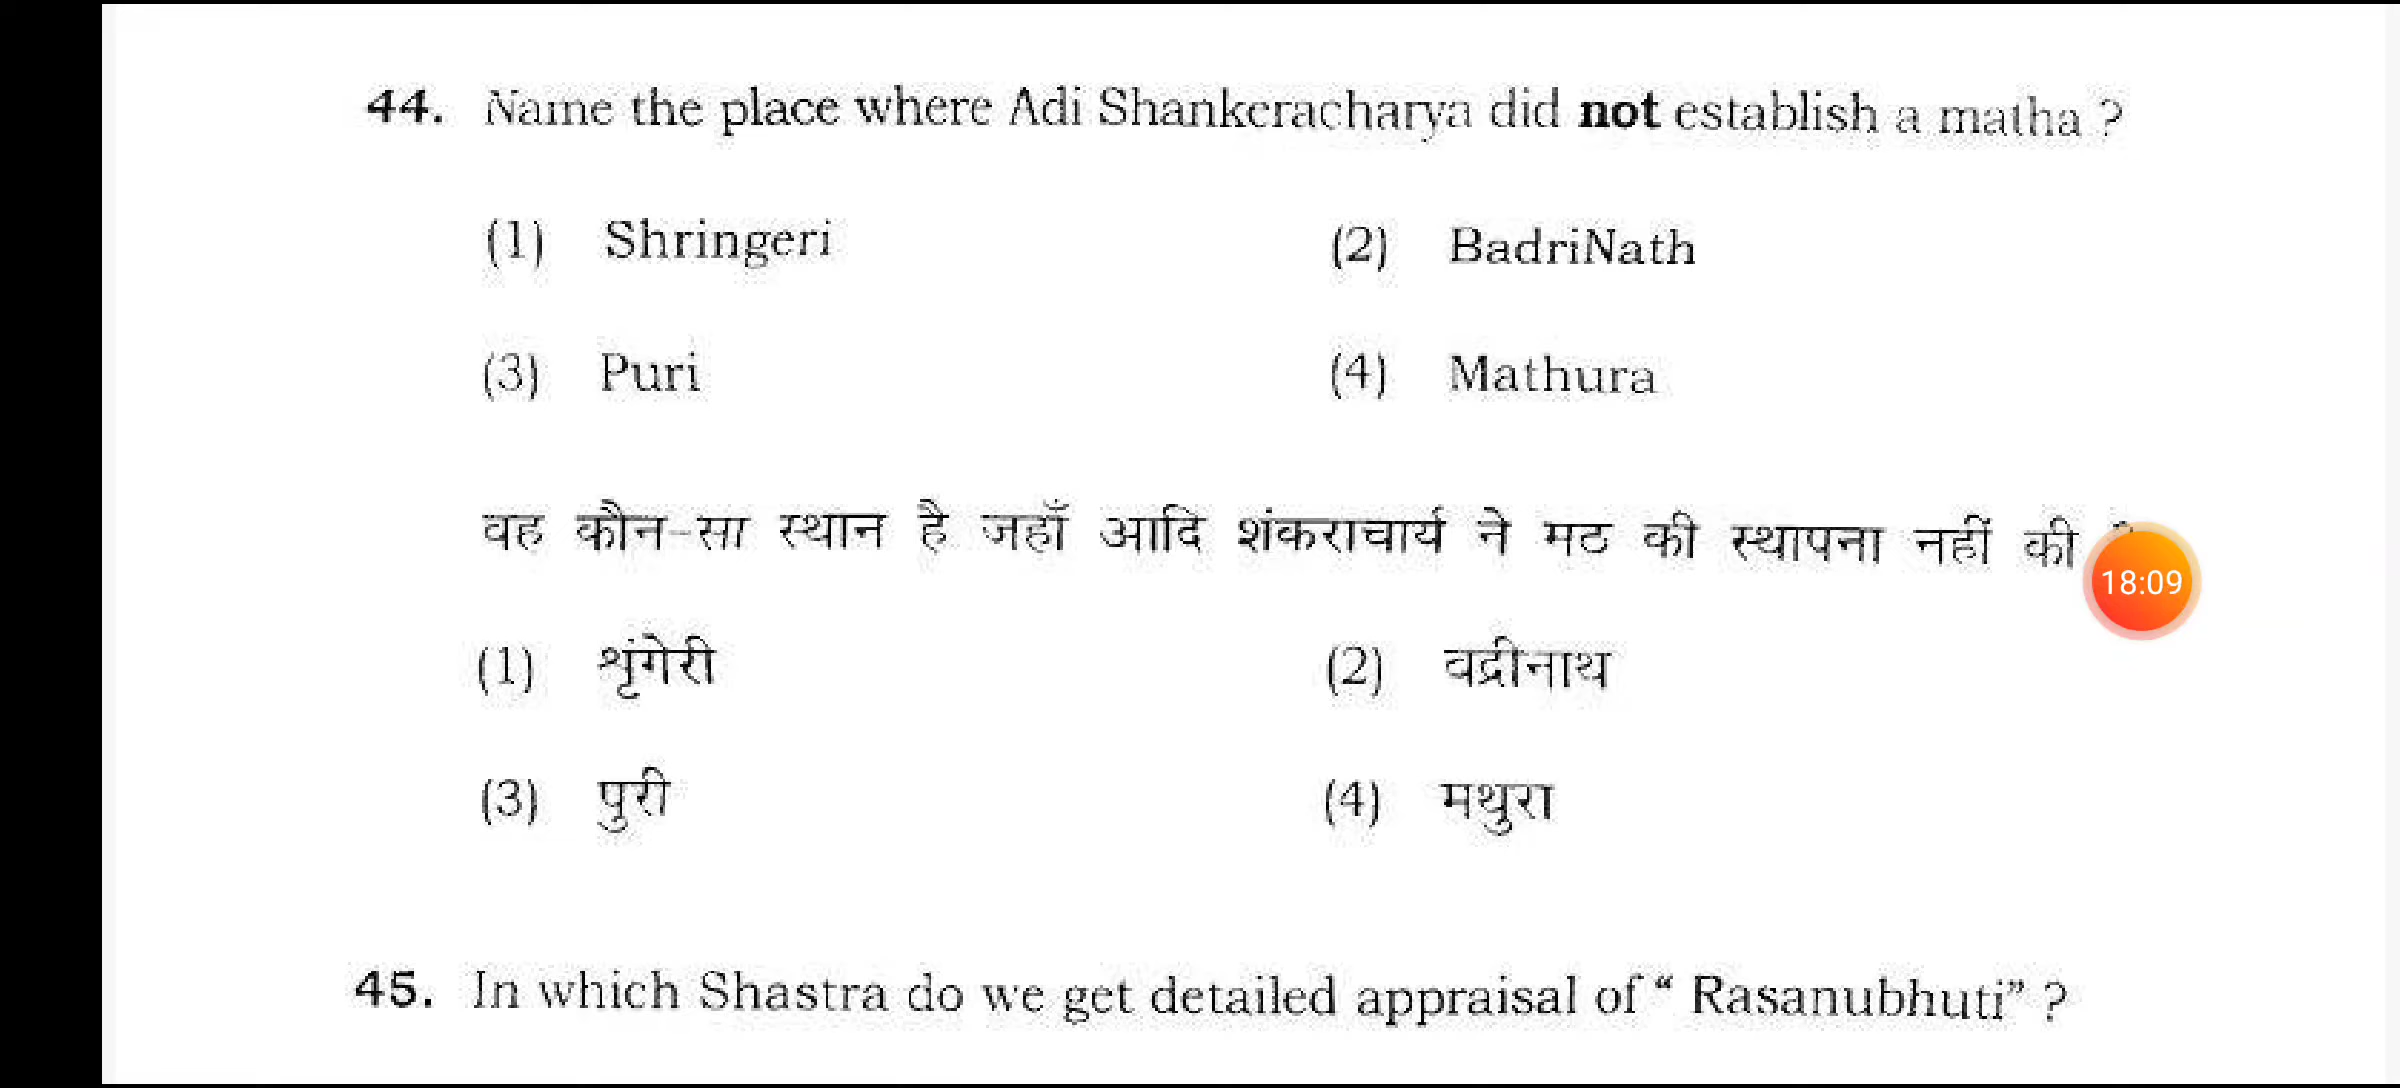 44. Name the place where Adi Shankeracharya did not establish a matha ?
(1) Shringeri (2) BadriNath
(3) Puri (4) Mathura
वह कौन-सा स्थान है जहाँ आदि शंकराचार्य ने मठ की स्थापना नहीं की ?
18:09
(1) शृंगेरी (2) वद्रीनाथ
(3) पुरी (4) मथुरा
45. In which Shastra do we get detailed appraisal of “ Rasanubhuti” ?